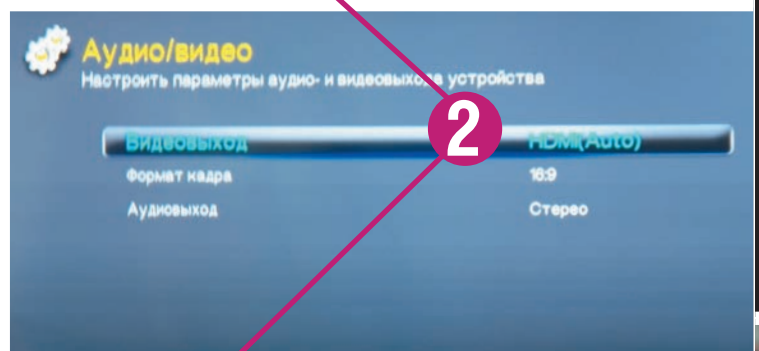 Аудио/видео
Настроить параметры аудио- и видеовыхода устройства
2
Видеовыход HDMI(Auto)
Формат кадра 16:9
Аудиовыход Стерео